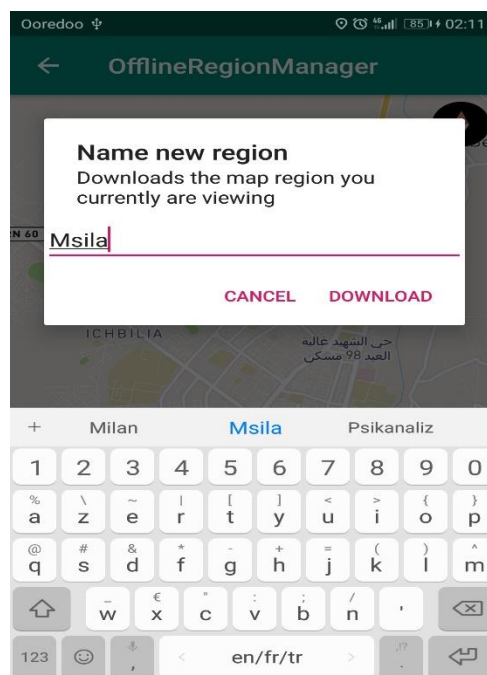 Ooredoo 4G 85 02:11
← OfflineRegionManager
Name new region
Downloads the map region you
currently are viewing
N 60
Msila
CANCEL DOWNLOAD
ICHBILIA
حي الشهيد غالبه
العيد 98 مسكن
+ Milan Msila Psikanaliz
1 2 3 4 5 6 7 8 9 0
% \ ~ | [ ] < > { }
a z e r t y u i o p
@ # & * - + = ( ) ^
q s d f g h j k l m
_ € " : ; /
w x c v b n '
,!?
123 , < en/fr/tr > .